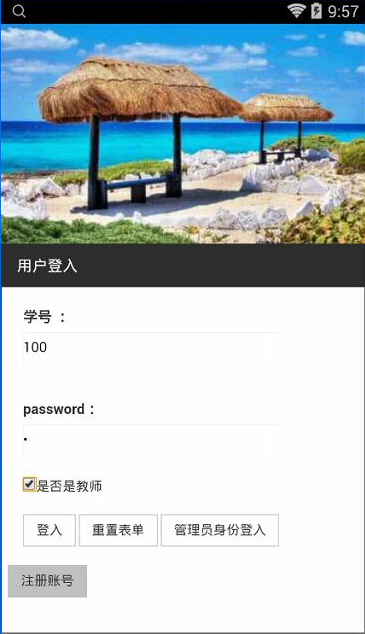 9:57
用户登入
学号 ：
100
password：
•
是否是教师
登入 重置表单 管理员身份登入
注册账号